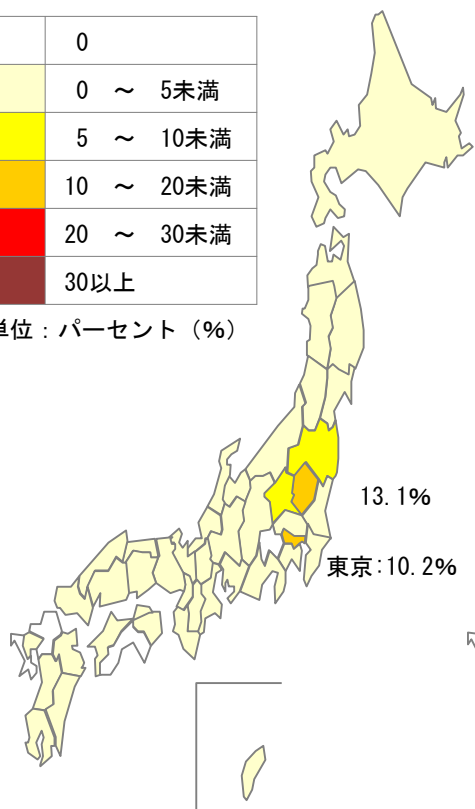 0
0 ～ 5未満
5 ～ 10未満
10 ～ 20未満
20 ～ 30未満
30以上
単位：パーセント（%）
13.1%
東京：10.2%